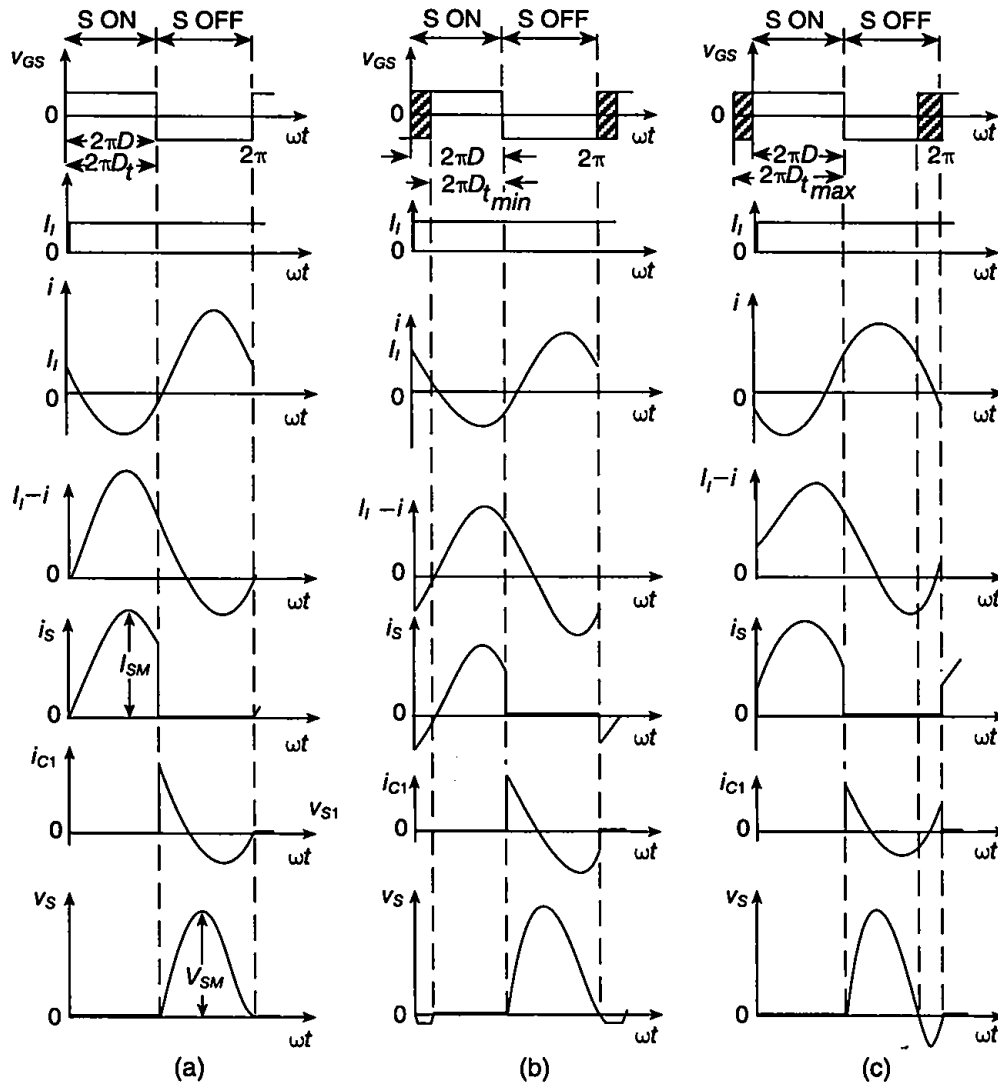 S ON S OFF S ON S OFF S ON S OFF
v_GS v_GS v_GS
0 ωt 0 ωt 0 ωt
2πD 2π 2πD 2π 2πD 2π
2πD_t 2πD_t min 2πD_t max
I_I I_I I_I
0 ωt 0 ωt 0 ωt
i i i
I_I I_I
0 ωt 0 ωt 0 ωt
I_I – i I_I – i I_I – i
0 ωt 0 ωt 0 ωt
i_S i_S i_S
I_SM
0 ωt 0 ωt 0 ωt
i_C1 v_S1 i_C1 i_C1
0 ωt 0 ωt 0 ωt
v_S v_S v_S
V_SM
0 ωt 0 ωt 0 ωt
(a) (b) (c)